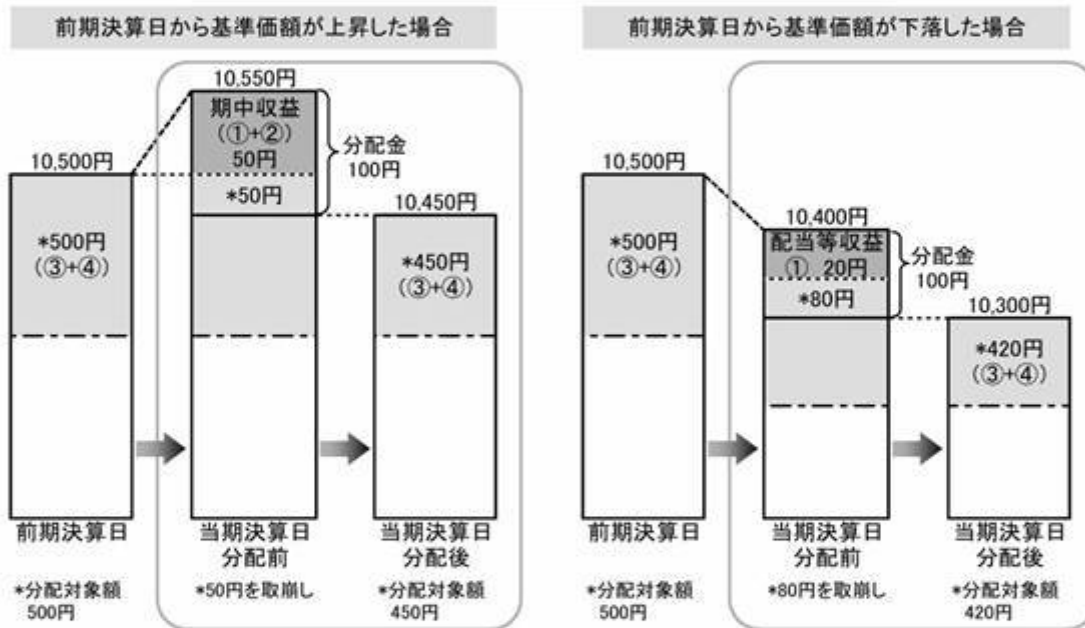 前期決算日から基準価額が上昇した場合
10,550円
期中収益
(①+②)
50円
*50円
分配金
100円
10,500円
*500円
(③+④)
10,450円
*450円
(③+④)
前期決算日
当期決算日
分配前
当期決算日
分配後
*分配対象額
500円
*50円を取崩し
*分配対象額
450円
前期決算日から基準価額が下落した場合
10,500円
*500円
(③+④)
10,400円
配当等収益
① 20円
*80円
分配金
100円
10,300円
*420円
(③+④)
前期決算日
当期決算日
分配前
当期決算日
分配後
*分配対象額
500円
*80円を取崩し
*分配対象額
420円